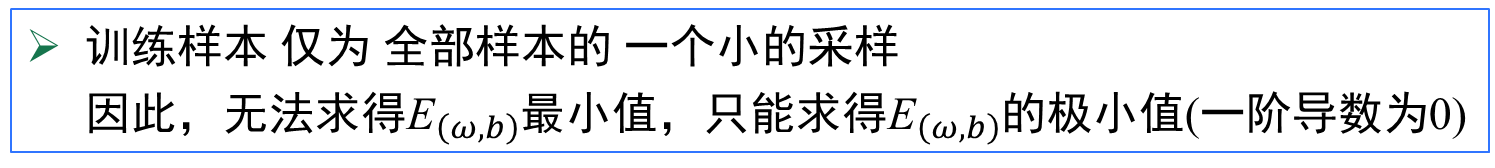 ➢ 训练样本 仅为 全部样本的 一个小的采样
因此，无法求得E(ω,b)最小值，只能求得E(ω,b)的极小值(一阶导数为0)